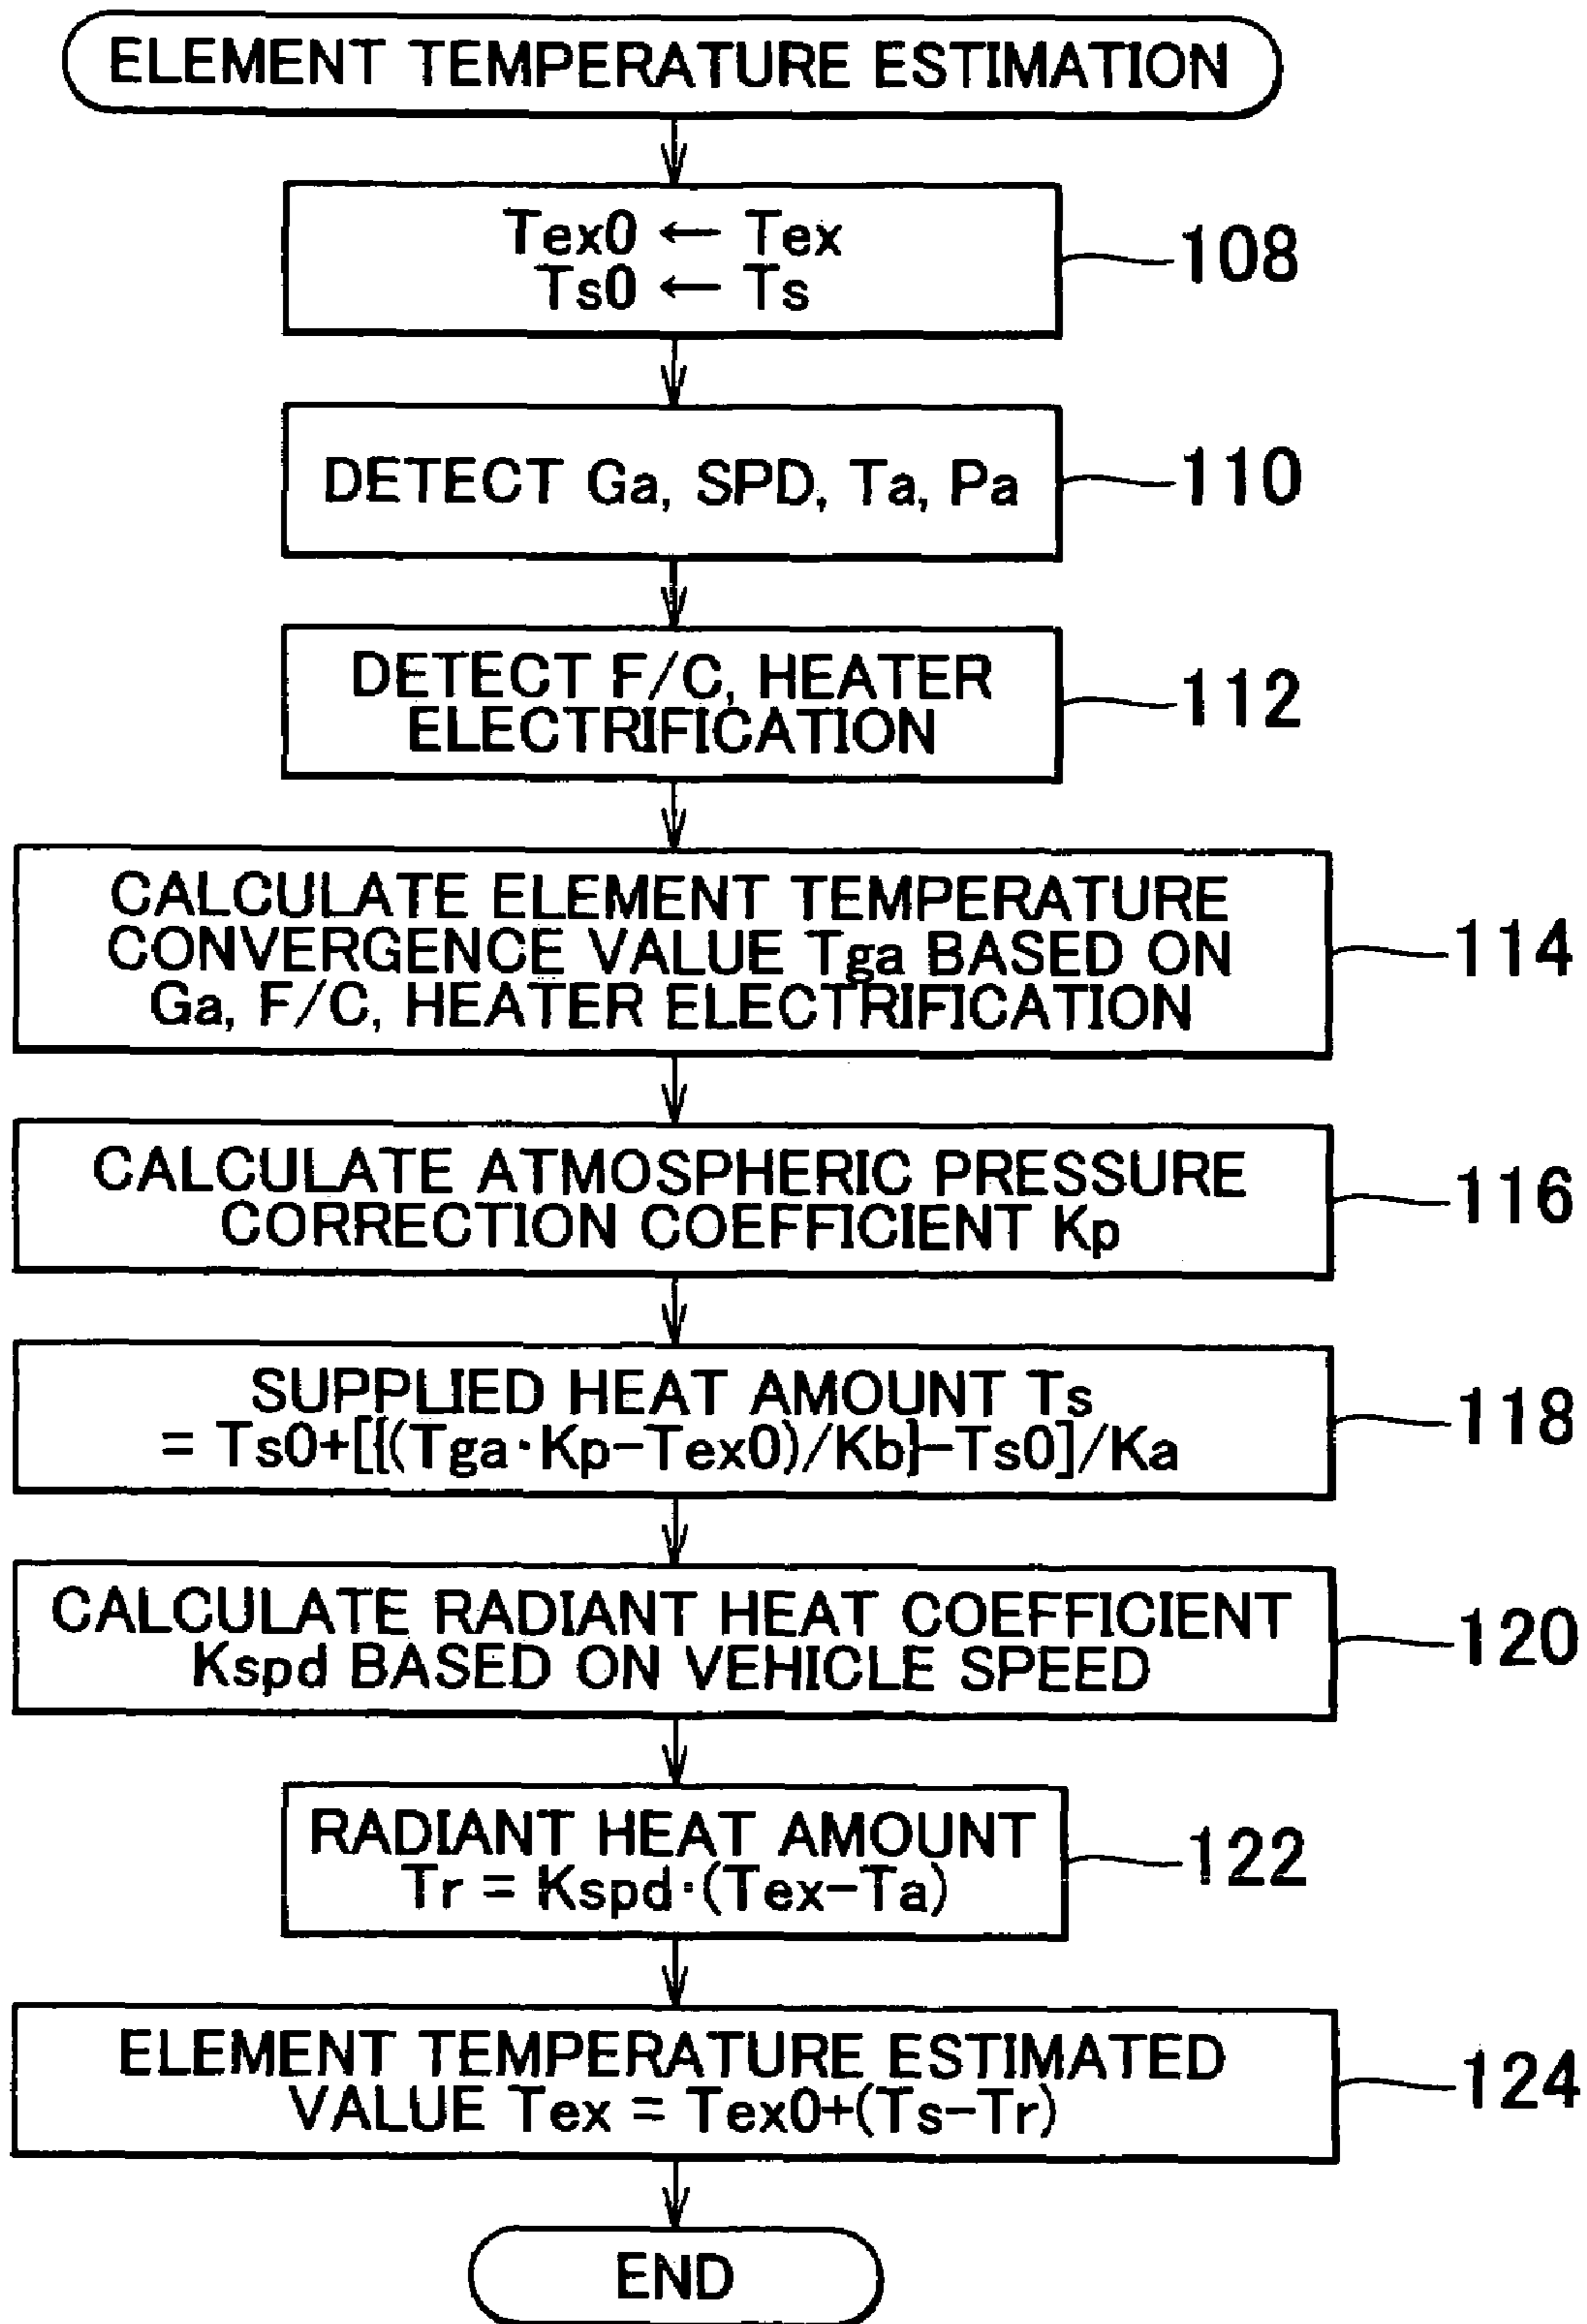 ELEMENT TEMPERATURE ESTIMATION
Tex0 ← Tex
Ts0 ← Ts
108
DETECT Ga, SPD, Ta, Pa
110
DETECT F/C, HEATER
ELECTRIFICATION
112
CALCULATE ELEMENT TEMPERATURE
CONVERGENCE VALUE Tga BASED ON
Ga, F/C, HEATER ELECTRIFICATION
114
CALCULATE ATMOSPHERIC PRESSURE
CORRECTION COEFFICIENT Kp
116
SUPPLIED HEAT AMOUNT Ts
= Ts0+[{(Tga·Kp-Tex0)/Kb}-Ts0]/Ka
118
CALCULATE RADIANT HEAT COEFFICIENT
Kspd BASED ON VEHICLE SPEED
120
RADIANT HEAT AMOUNT
Tr = Kspd·(Tex-Ta)
122
ELEMENT TEMPERATURE ESTIMATED
VALUE Tex = Tex0+(Ts-Tr)
124
END